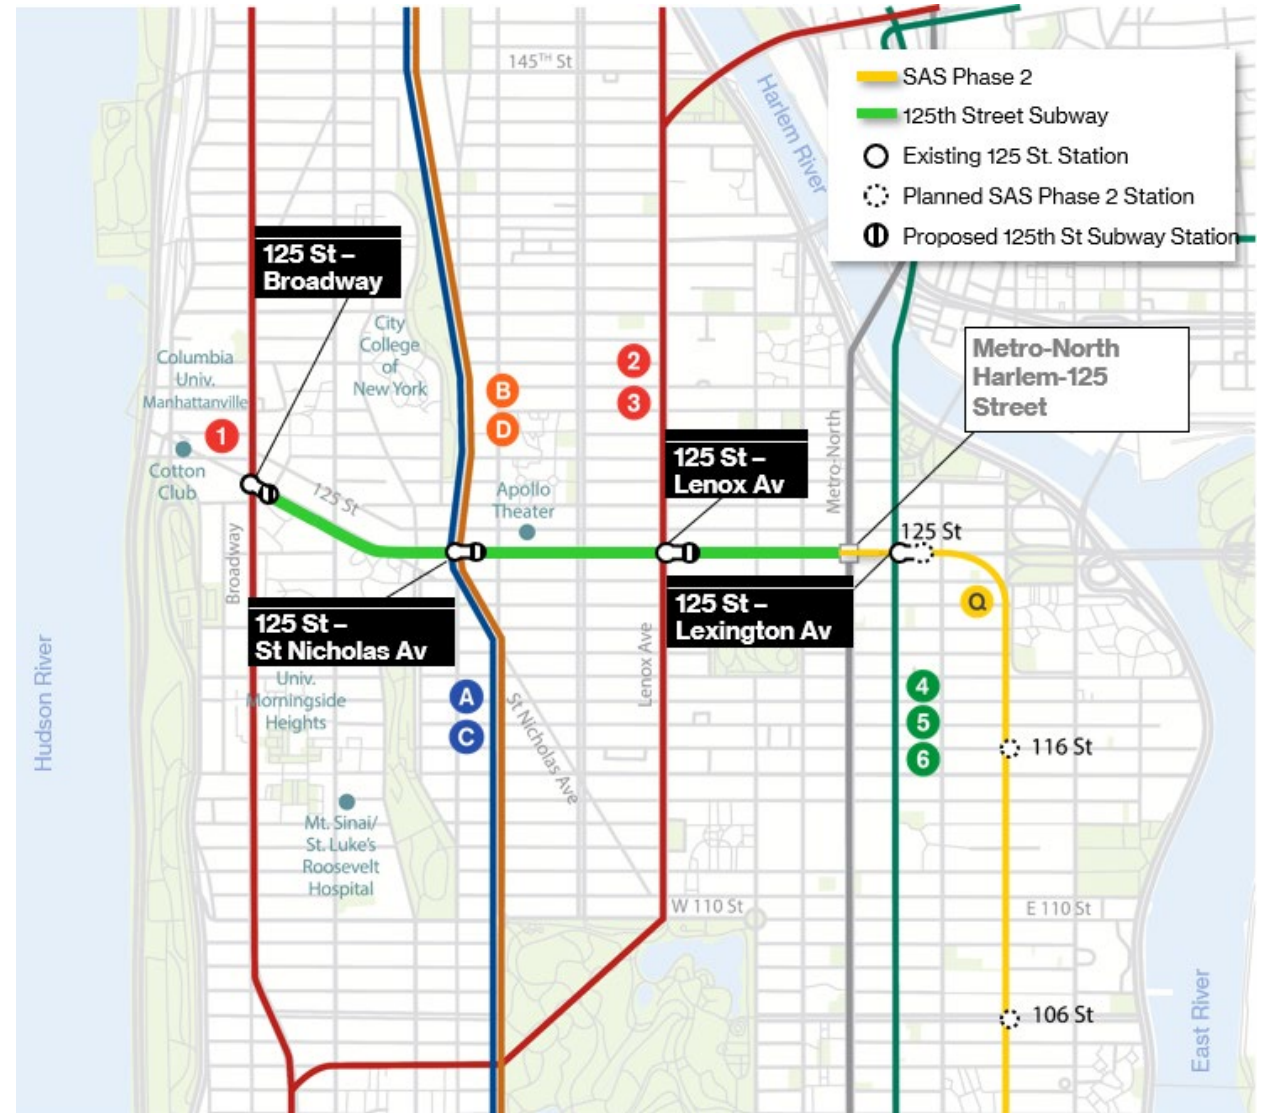 145TH St
Harlem River
SAS Phase 2
125th Street Subway
Existing 125 St. Station
Planned SAS Phase 2 Station
Proposed 125th St Subway Station
125 St –
Broadway
City
College
of
New York
Columbia
Univ.
Manhattanville
1
Cotton
Club
125 St
B
D
2
3
Apollo
Theater
125 St –
Lenox Av
Metro-North
Metro-North
Harlem-125
Street
125 St
Q
Broadway
125 St –
St Nicholas Av
125 St –
Lexington Av
Lenox Ave
Univ.
Morningside
Heights
A
C
St Nicholas Ave
4
5
6
116 St
Hudson River
Mt. Sinai/
St. Luke's
Roosevelt
Hospital
W 110 St
E 110 St
106 St
East River